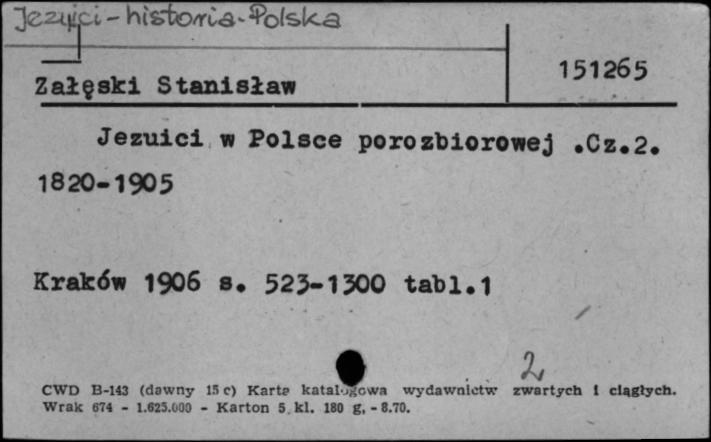 Jezuici - historia - Polska
151265
Załęski Stanisław
Jezuici w Polsce porozbiorowej .Cz.2.
1820-1905
Kraków 1906 s. 523-1300 tabl.1
2
CWD B-143 (dawny 15 c) Karta katalogowa wydawnictw zwartych i ciągłych.
Wrak 674 - 1.625.000 - Karton 5 kl. 180 g. - 8.70.